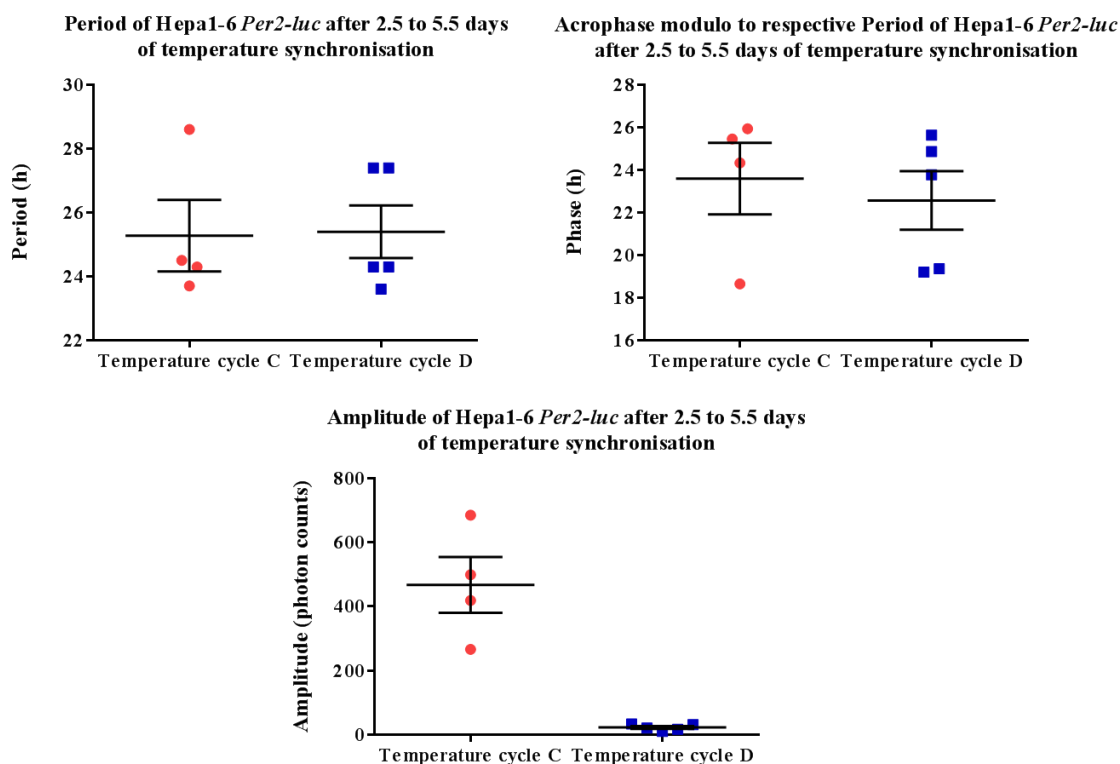 Period of Hepa1-6 Per2-luc after 2.5 to 5.5 days
of temperature synchronisation
30
28
26
24
22
Period (h)
Temperature cycle C
Temperature cycle D
Acrophase modulo to respective Period of Hepa1-6 Per2-luc
after 2.5 to 5.5 days of temperature synchronisation
28
26
24
22
20
18
16
Phase (h)
Temperature cycle C
Temperature cycle D
Amplitude of Hepa1-6 Per2-luc after 2.5 to 5.5 days
of temperature synchronisation
800
600
400
200
0
Amplitude (photon counts)
Temperature cycle C
Temperature cycle D